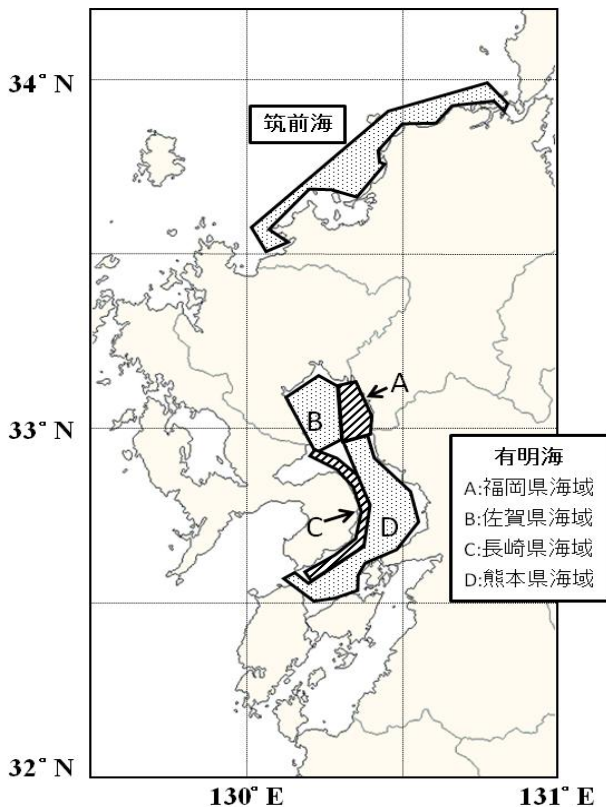 34° N
筑前海
A
33° N
B
有明海
A:福岡県海域
B:佐賀県海域
C:長崎県海域
D:熊本県海域
C
D
32° N
130° E
131° E